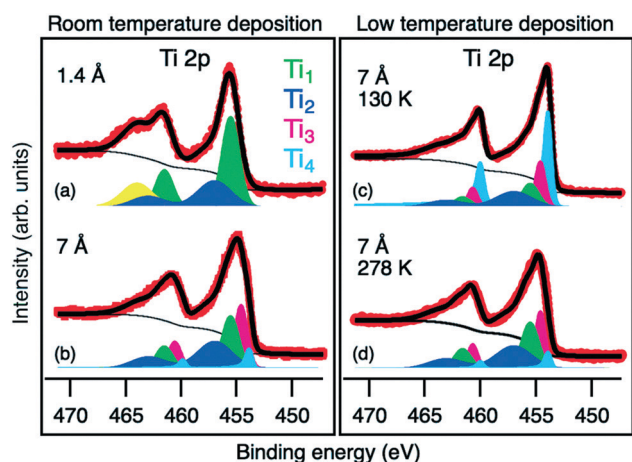 Room temperature deposition
Low temperature deposition
Ti 2p
1.4 Å
Ti1
Ti2
Ti3
Ti4
(a)
7 Å
(b)
Ti 2p
7 Å
130 K
(c)
7 Å
278 K
(d)
Intensity (arb. units)
470 465 460 455 450
470 465 460 455 450
Binding energy (eV)